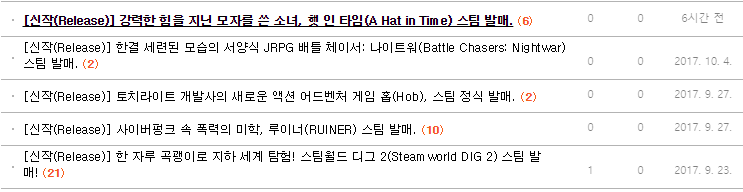 [신작(Release)] 강력한 힘을 지닌 모자를 쓴 소녀, 햇 인 타임(A Hat in Time) 스팀 발매. (6) 0 0 6시간 전
[신작(Release)] 한결 세련된 모습의 서양식 JRPG 배틀 체이서: 나이트워(Battle Chasers: Nightwar)
스팀 발매. (2) 0 0 2017. 10. 4.
[신작(Release)] 토치라이트 개발사의 새로운 액션 어드벤처 게임 홉(Hob), 스팀 정식 발매. (2) 0 0 2017. 9. 27.
[신작(Release)] 사이버펑크 속 폭력의 미학, 루이너(RUINER) 스팀 발매. (10) 0 0 2017. 9. 27.
[신작(Release)] 한 자루 곡괭이로 지하 세계 탐험! 스팀월드 디그 2(Steamworld DIG 2) 스팀 발
매! (21) 1 0 2017. 9. 23.